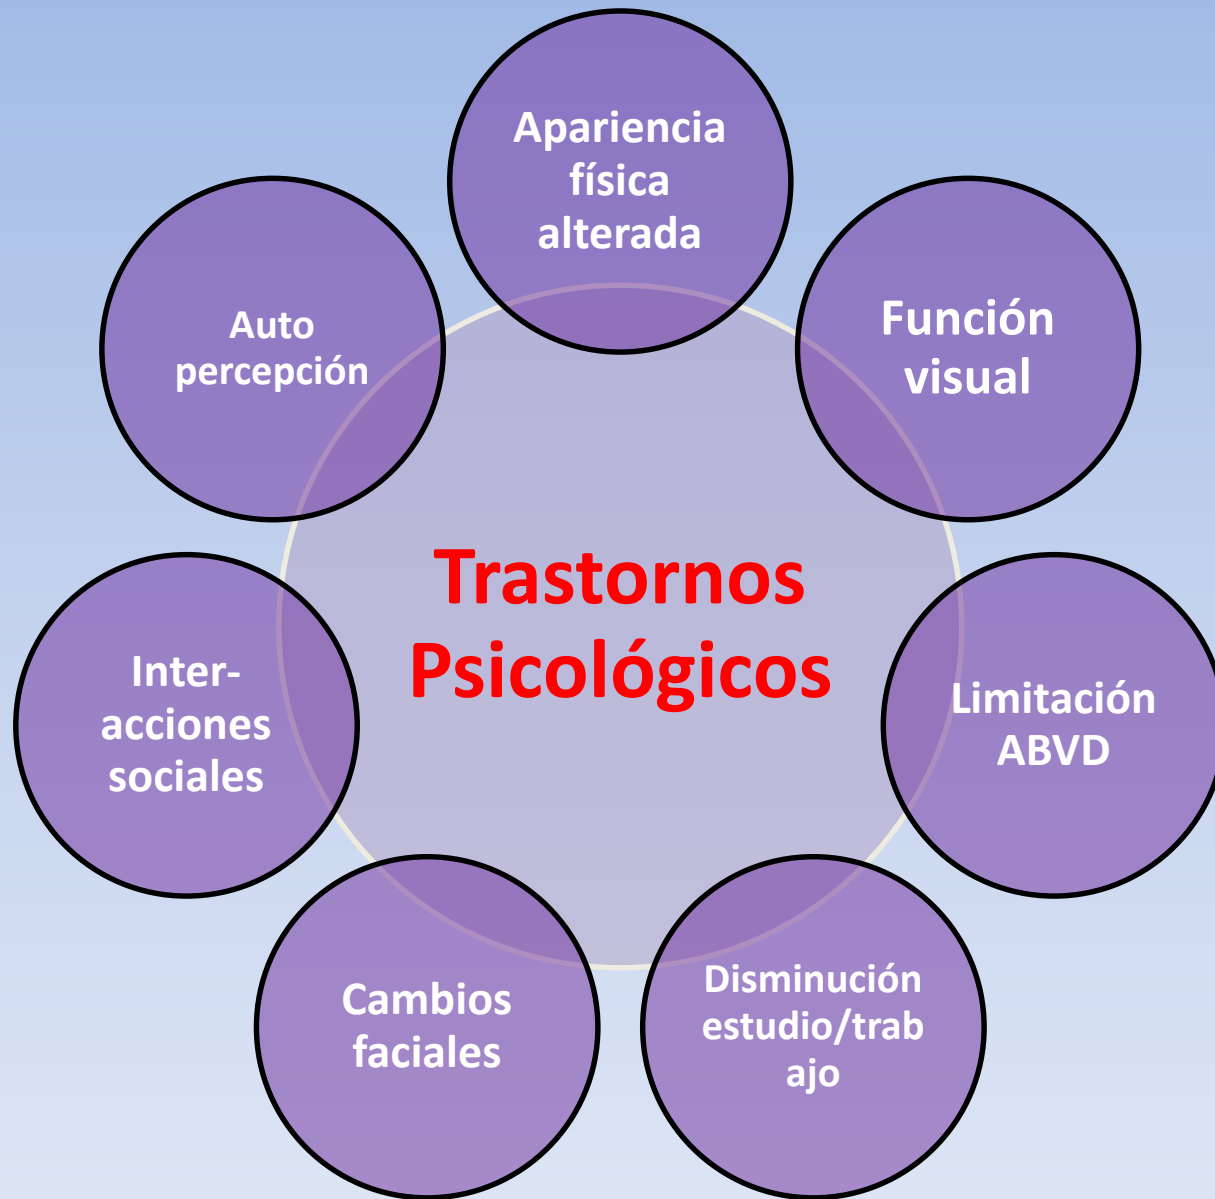 Apariencia
física
alterada
Función
visual
Limitación
ABVD
Disminución
estudio/trab
ajo
Cambios
faciales
Inter-
acciones
sociales
Auto
percepción
Trastornos
Psicológicos